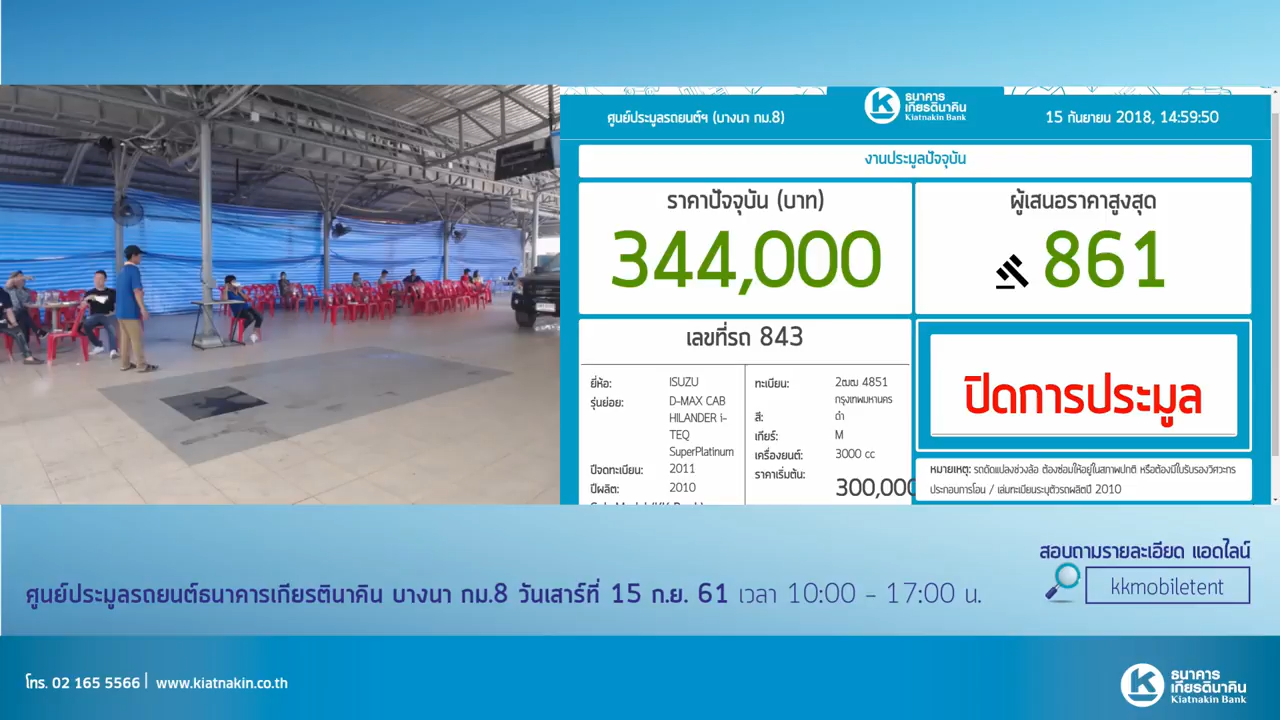 ศูนย์ประมูลรถยนต์ฯ (บางนา กม.8)
ธนาคาร
เกียรตินาคิน
Kiatnakin Bank
15 กันยายน 2018, 14:59:50
งานประมูลปัจจุบัน
ราคาปัจจุบัน (บาท)
344,000
ผู้เสนอราคาสูงสุด
861
เลขที่รถ 843
ยี่ห้อ: ISUZU
รุ่นย่อย: D-MAX CAB
HILANDER i-
TEQ
SuperPlatinum
ปีจดทะเบียน: 2011
ปีผลิต: 2010
ทะเบียน: 2ฒฒ 4851
กรุงเทพมหานคร
สี: ดำ
เกียร์: M
เครื่องยนต์: 3000 cc
ราคาเริ่มต้น:
300,000
ปิดการประมูล
หมายเหตุ: รถดัดแปลงช่วงล้อ ต้องซ่อมให้อยู่ในสภาพปกติ หรือต้องมีใบรับรองวิศวะกร
ประกอบการโอน / เล่มทะเบียนระบุตัวรถผลิตปี 2010
สอบถามรายละเอียด แอดไลน์
kkmobiletent
ศูนย์ประมูลรถยนต์ธนาคารเกียรตินาคิน บางนา กม.8 วันเสาร์ที่ 15 ก.ย. 61 เวลา 10:00 - 17:00 น.
โทร. 02 165 5566 | www.kiatnakin.co.th
ธนาคาร
เกียรตินาคิน
Kiatnakin Bank